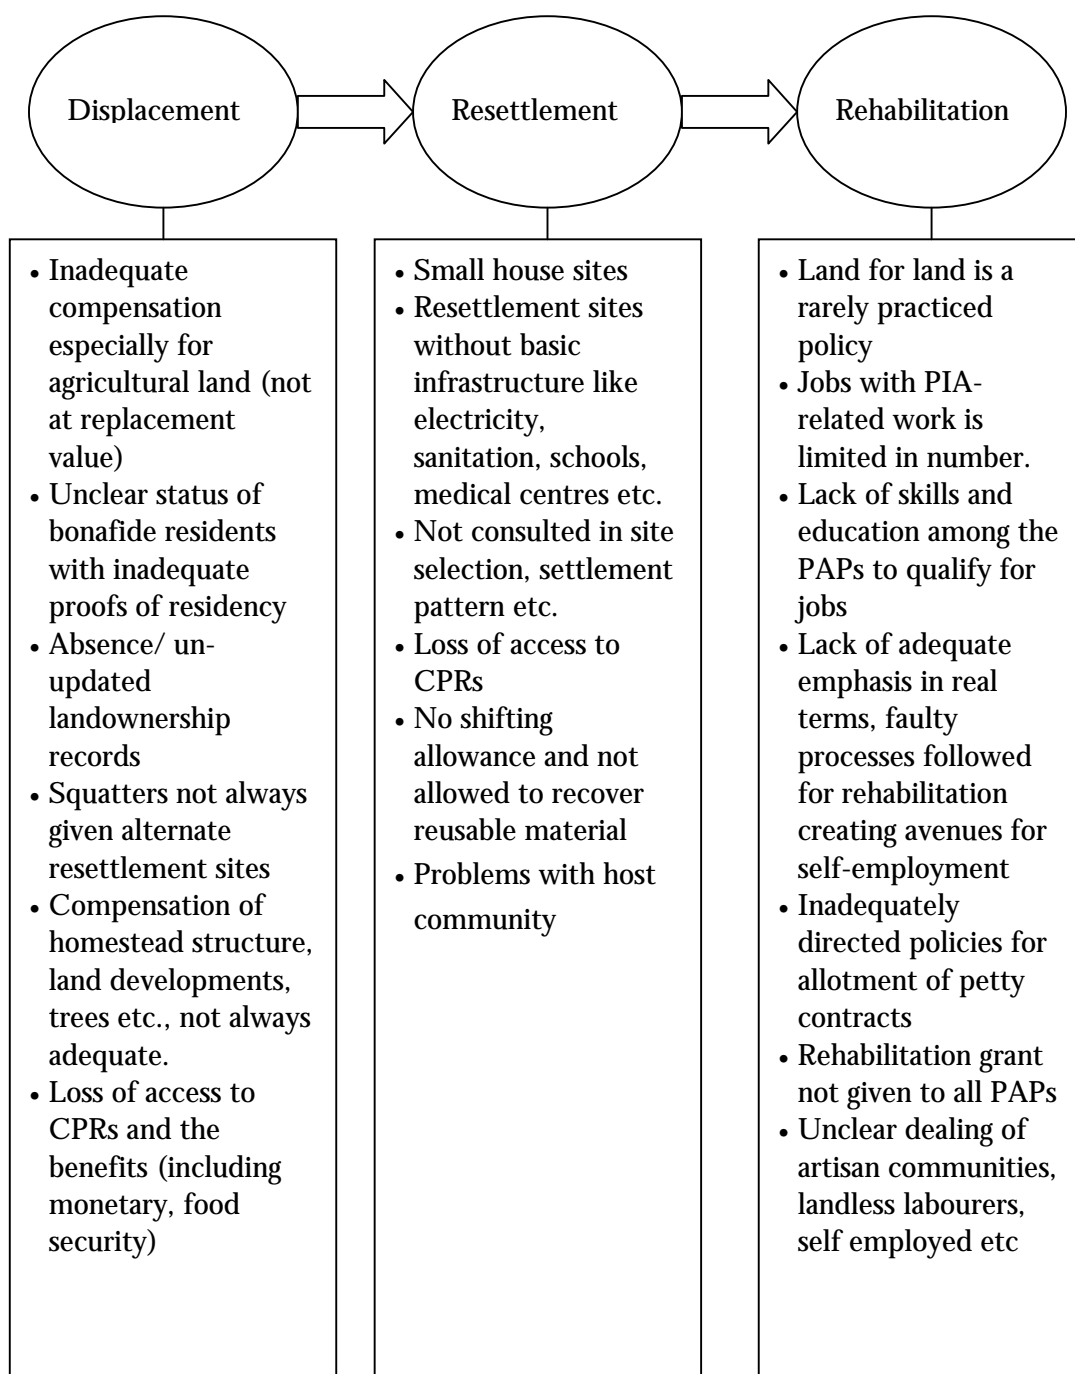 Displacement
Resettlement
Rehabilitation
• Inadequate
compensation
especially for
agricultural land (not
at replacement
value)
• Unclear status of
bonafide residents
with inadequate
proofs of residency
• Absence/ un-
updated
landownership
records
• Squatters not always
given alternate
resettlement sites
• Compensation of
homestead structure,
land developments,
trees etc., not always
adequate.
• Loss of access to
CPRs and the
benefits (including
monetary, food
security)
• Small house sites
• Resettlement sites
without basic
infrastructure like
electricity,
sanitation, schools,
medical centres etc.
• Not consulted in site
selection, settlement
pattern etc.
• Loss of access to
CPRs
• No shifting
allowance and not
allowed to recover
reusable material
• Problems with host
community
• Land for land is a
rarely practiced
policy
• Jobs with PIA-
related work is
limited in number.
• Lack of skills and
education among the
PAPs to qualify for
jobs
• Lack of adequate
emphasis in real
terms, faulty
processes followed
for rehabilitation
creating avenues for
self-employment
• Inadequately
directed policies for
allotment of petty
contracts
• Rehabilitation grant
not given to all PAPs
• Unclear dealing of
artisan communities,
landless labourers,
self employed etc